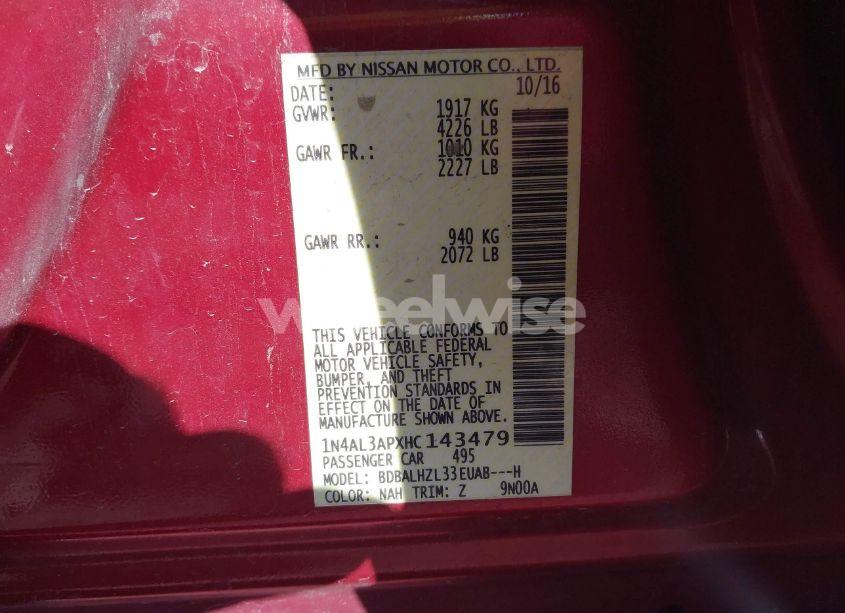 MFD BY NISSAN MOTOR CO., LTD.
DATE: 10/16
GVWR: 1917 KG
4226 LB
GAWR FR.: 1010 KG
2227 LB
GAWR RR.: 940 KG
2072 LB
wheelwise
THIS VEHICLE CONFORMS TO
ALL APPLICABLE FEDERAL
MOTOR VEHICLE SAFETY,
BUMPER, AND THEFT
PREVENTION STANDARDS IN
EFFECT ON THE DATE OF
MANUFACTURE SHOWN ABOVE.
1N4AL3APXHC143479
PASSENGER CAR 495
MODEL: BDBALHZL33EUAB---H
COLOR: NAH TRIM: Z 9N00A